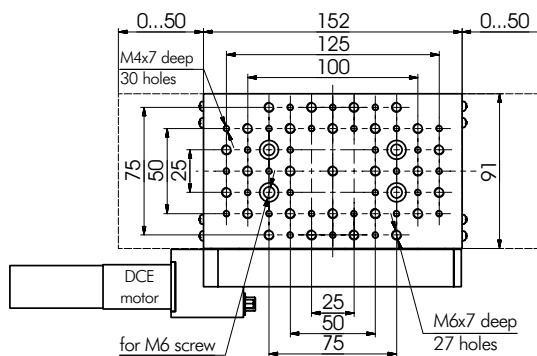 0...50 152 0...50
125
M4x7 deep
30 holes
100
75
50
25
91
DCE
motor
25
50
75
for M6 screw
M6x7 deep
27 holes